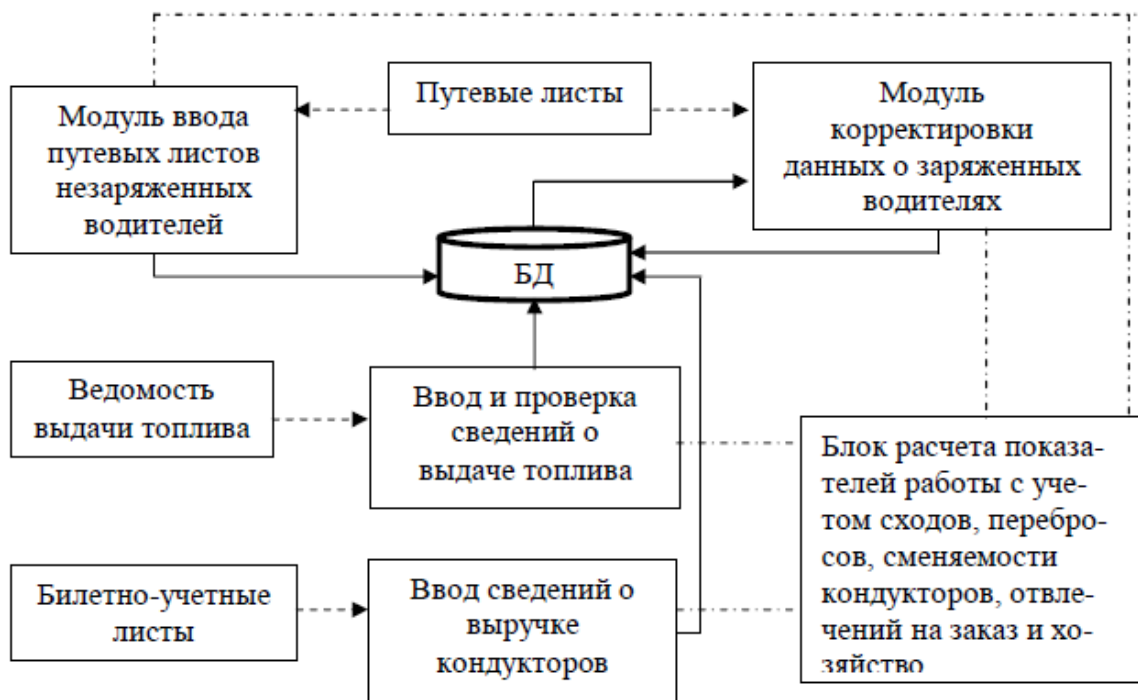 Путевые листы
Модуль ввода
путевых листов
незаряженных
водителей
Модуль
корректировки
данных о заряженных
водителях
БД
Ведомость
выдачи топлива
Ввод и проверка
сведений о
выдаче топлива
Блок расчета показа-
телей работы с уче-
том сходов, перебро-
сов, сменяемости
кондукторов, отвле-
чений на заказ и хо-
зяйство
Билетно-учетные
листы
Ввод сведений о
выручке
кондукторов